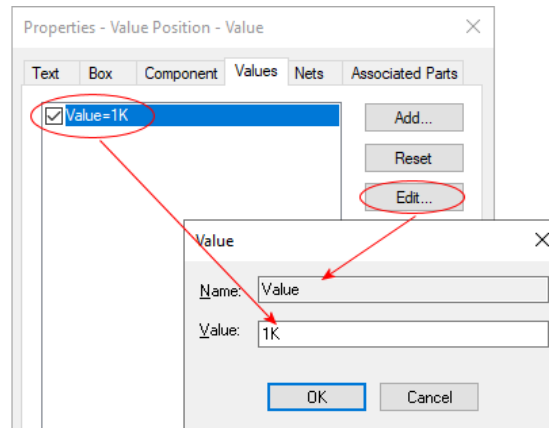 Properties - Value Position - Value
Text Box Component Values Nets Associated Parts
Value=1K
Add...
Reset
Edit...
Value
Name: Value
Value: 1K
OK Cancel